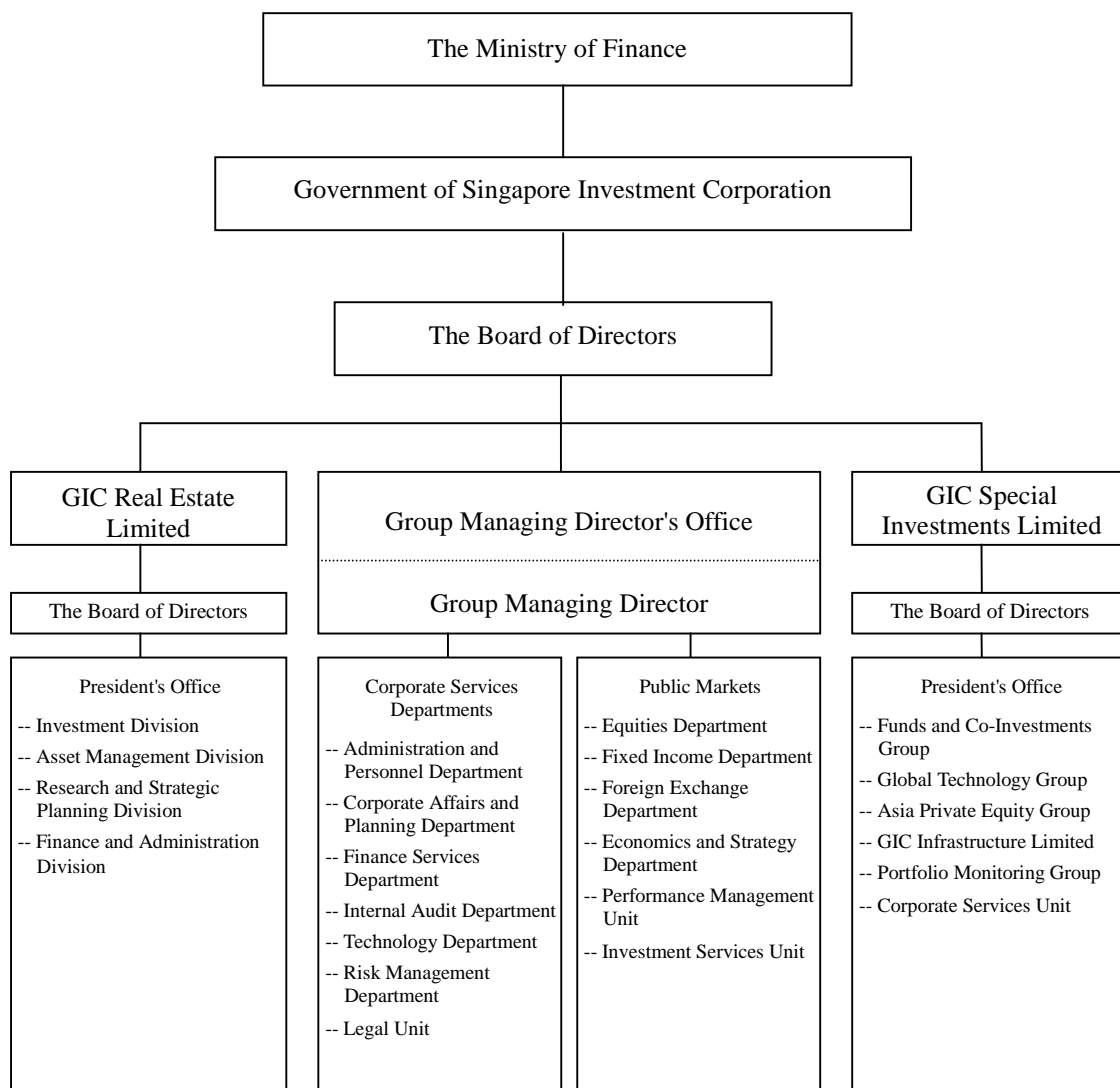 The Ministry of Finance
Government of Singapore Investment Corporation
The Board of Directors
GIC Real Estate
Limited
Group Managing Director's Office
Group Managing Director
GIC Special
Investments Limited
The Board of Directors
The Board of Directors
President's Office
-- Investment Division
-- Asset Management Division
-- Research and Strategic
Planning Division
-- Finance and Administration
Division
Corporate Services
Departments
-- Administration and
Personnel Department
-- Corporate Affairs and
Planning Department
-- Finance Services
Department
-- Internal Audit Department
-- Technology Department
-- Risk Management
Department
-- Legal Unit
Public Markets
-- Equities Department
-- Fixed Income Department
-- Foreign Exchange
Department
-- Economics and Strategy
Department
-- Performance Management
Unit
-- Investment Services Unit
President's Office
-- Funds and Co-Investments
Group
-- Global Technology Group
-- Asia Private Equity Group
-- GIC Infrastructure Limited
-- Portfolio Monitoring Group
-- Corporate Services Unit